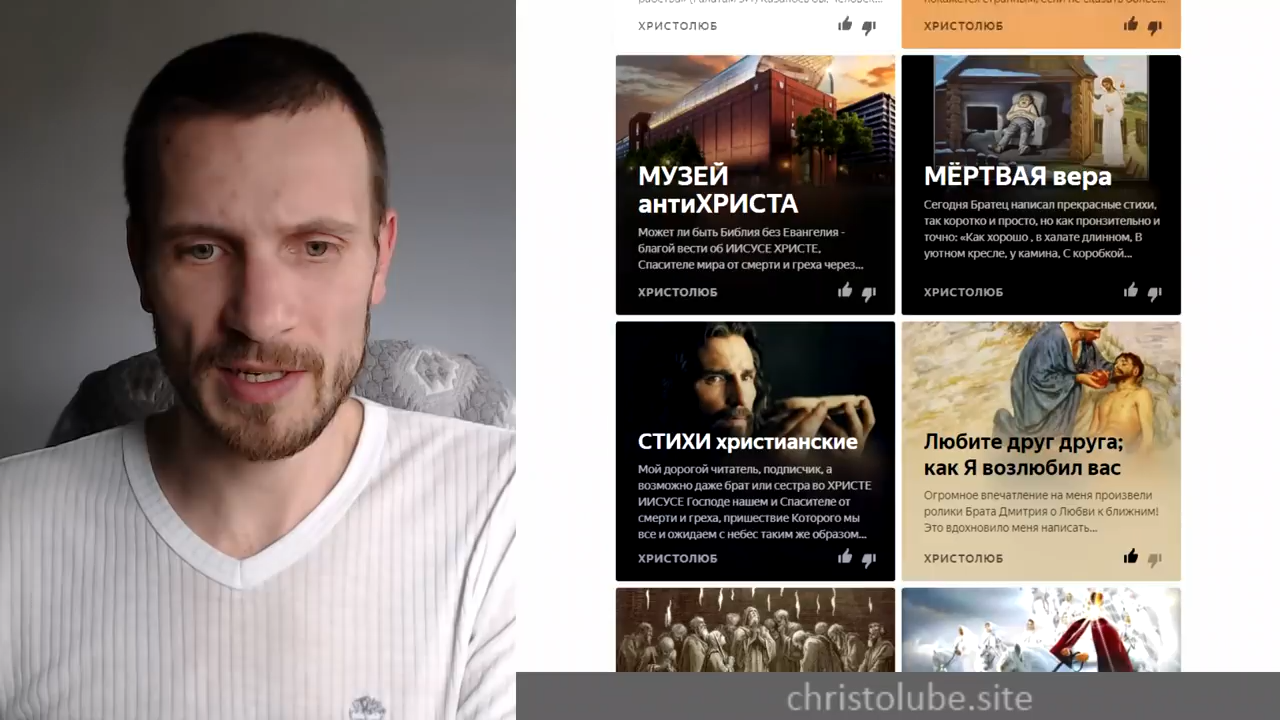 ХРИСТОЛЮБ
ХРИСТОЛЮБ
МУЗЕЙ
антиХРИСТА
Может ли быть Библия без Евангелия -
благой вести об ИИСУСЕ ХРИСТЕ,
Спасителе мира от смерти и греха через...
ХРИСТОЛЮБ
МЁРТВАЯ вера
Сегодня Братец написал прекрасные стихи,
так коротко и просто, но как пронзительно и
точно: «Как хорошо , в халате длинном, В
уютном кресле, у камина, С коробкой...
ХРИСТОЛЮБ
СТИХИ христианские
Мой дорогой читатель, подписчик, а
возможно даже брат или сестра во ХРИСТЕ
ИИСУСЕ Господе нашем и Спасителе от
смерти и греха, пришествие Которого мы
все и ожидаем с небес таким же образом...
ХРИСТОЛЮБ
Любите друг друга;
как Я возлюбил вас
Огромное впечатление на меня произвели
ролики Брата Дмитрия о Любви к ближним!
Это вдохновило меня написать...
ХРИСТОЛЮБ
christolube.site